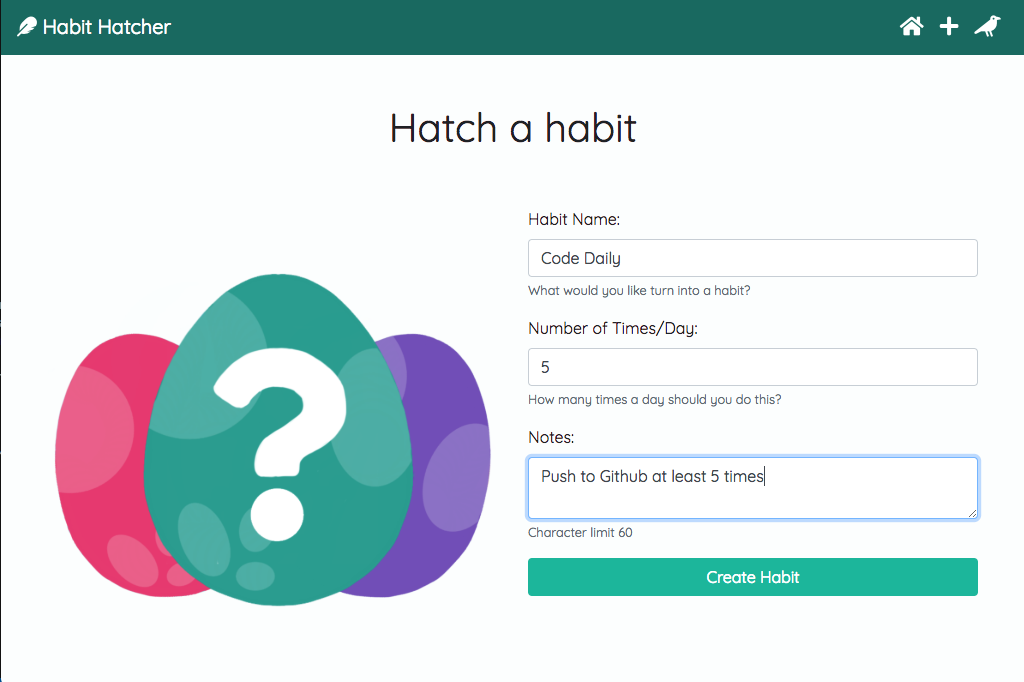 Habit Hatcher
Hatch a habit
Habit Name:
Code Daily
What would you like turn into a habit?
Number of Times/Day:
5
How many times a day should you do this?
Notes:
Push to Github at least 5 times
Character limit 60
Create Habit
?